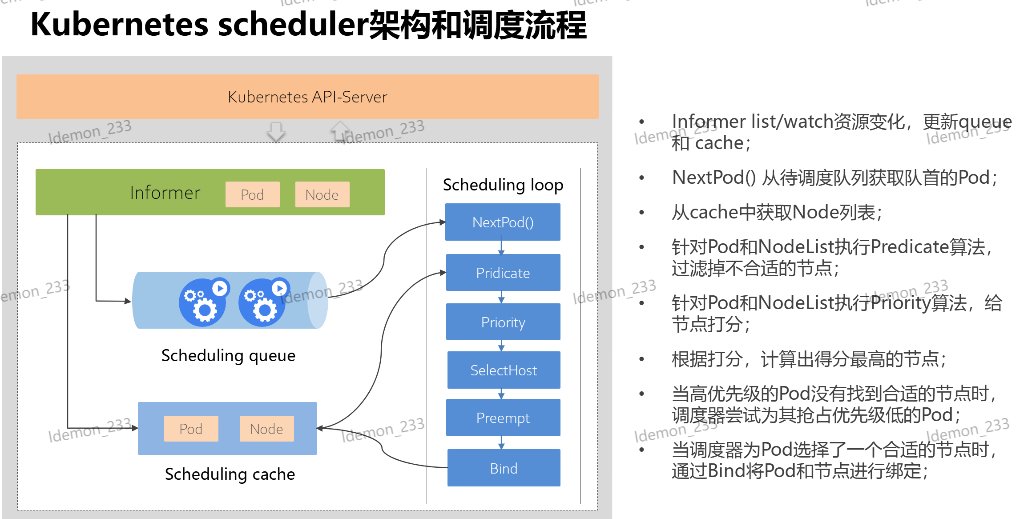 Kubernetes scheduler架构和调度流程
Kubernetes API-Server
Informer
Pod
Node
Scheduling queue
Pod
Node
Scheduling cache
Scheduling loop
NextPod()
Pridicate
Priority
SelectHost
Preempt
Bind
• Informer list/watch资源变化，更新queue
和 cache；
• NextPod() 从待调度队列获取队首的Pod；
• 从cache中获取Node列表；
• 针对Pod和NodeList执行Predicate算法，
过滤掉不合适的节点；
• 针对Pod和NodeList执行Priority算法，给
节点打分；
• 根据打分，计算出得分最高的节点；
• 当高优先级的Pod没有找到合适的节点时，
调度器尝试为其抢占优先级低的Pod；
• 当调度器为Pod选择了一个合适的节点时，
通过Bind将Pod和节点进行绑定；
ldemon_233
ldemon_233
ldemon_233
ldemon_233
ldemon_233
ldemon_233
ldemon_233
ldemon_233
ldemon_233
ldemon_233
ldemon_233
ldemon_233